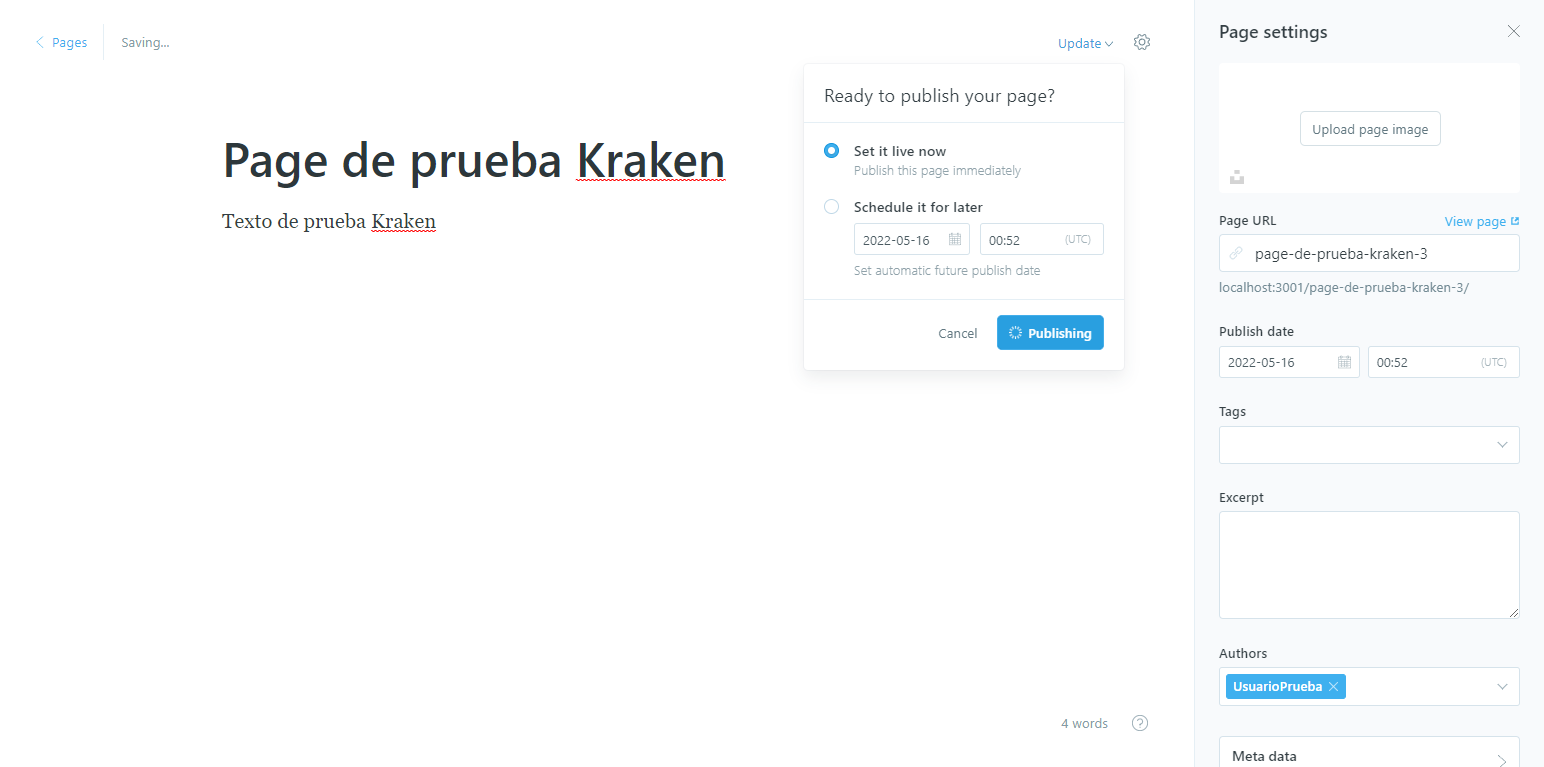 Pages
Saving...
Update
Page de prueba Kraken
Texto de prueba Kraken
Ready to publish your page?
Set it live now
Publish this page immediately
Schedule it for later
2022-05-16 00:52 (UTC)
Set automatic future publish date
Cancel Publishing
4 words
?
Page settings
Upload page image
Page URL View page
page-de-prueba-kraken-3
localhost:3001/page-de-prueba-kraken-3/
Publish date
2022-05-16 00:52 (UTC)
Tags
Excerpt
Authors
UsuarioPrueba
Meta data